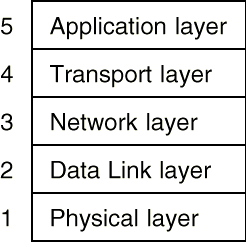 5 Application layer
4 Transport layer
3 Network layer
2 Data Link layer
1 Physical layer